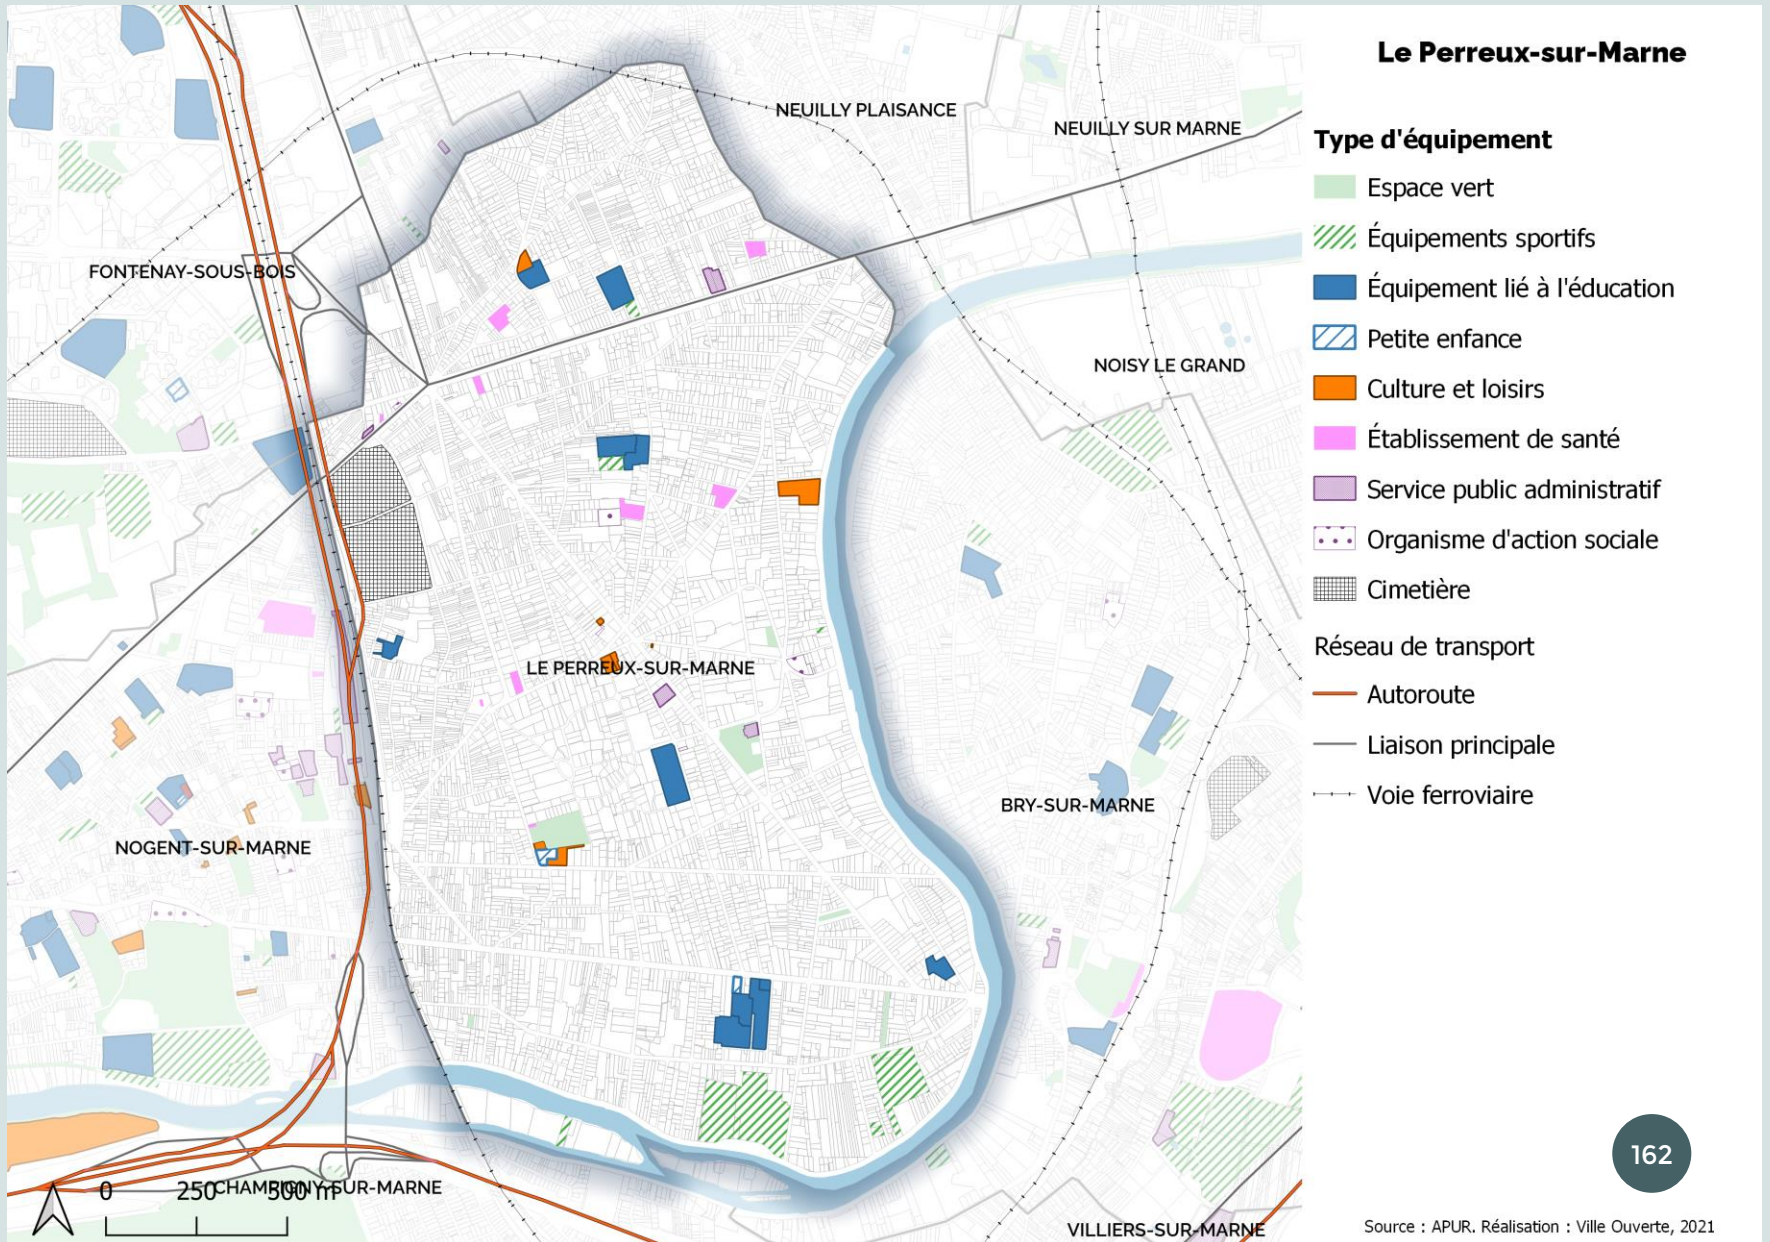 Le Perreux-sur-Marne
Type d'équipement
Espace vert
Équipements sportifs
Équipement lié à l'éducation
Petite enfance
Culture et loisirs
Établissement de santé
Service public administratif
Organisme d'action sociale
Cimetière
Réseau de transport
Autoroute
Liaison principale
Voie ferroviaire
NEUILLY PLAISANCE
NEUILLY SUR MARNE
FONTENAY-SOUS-BOIS
NOISY LE GRAND
LE PERREUX-SUR-MARNE
BRY-SUR-MARNE
NOGENT-SUR-MARNE
CHAMPIGNY-SUR-MARNE
0 250 500 m
VILLIERS-SUR-MARNE
162
Source : APUR. Réalisation : Ville Ouverte, 2021